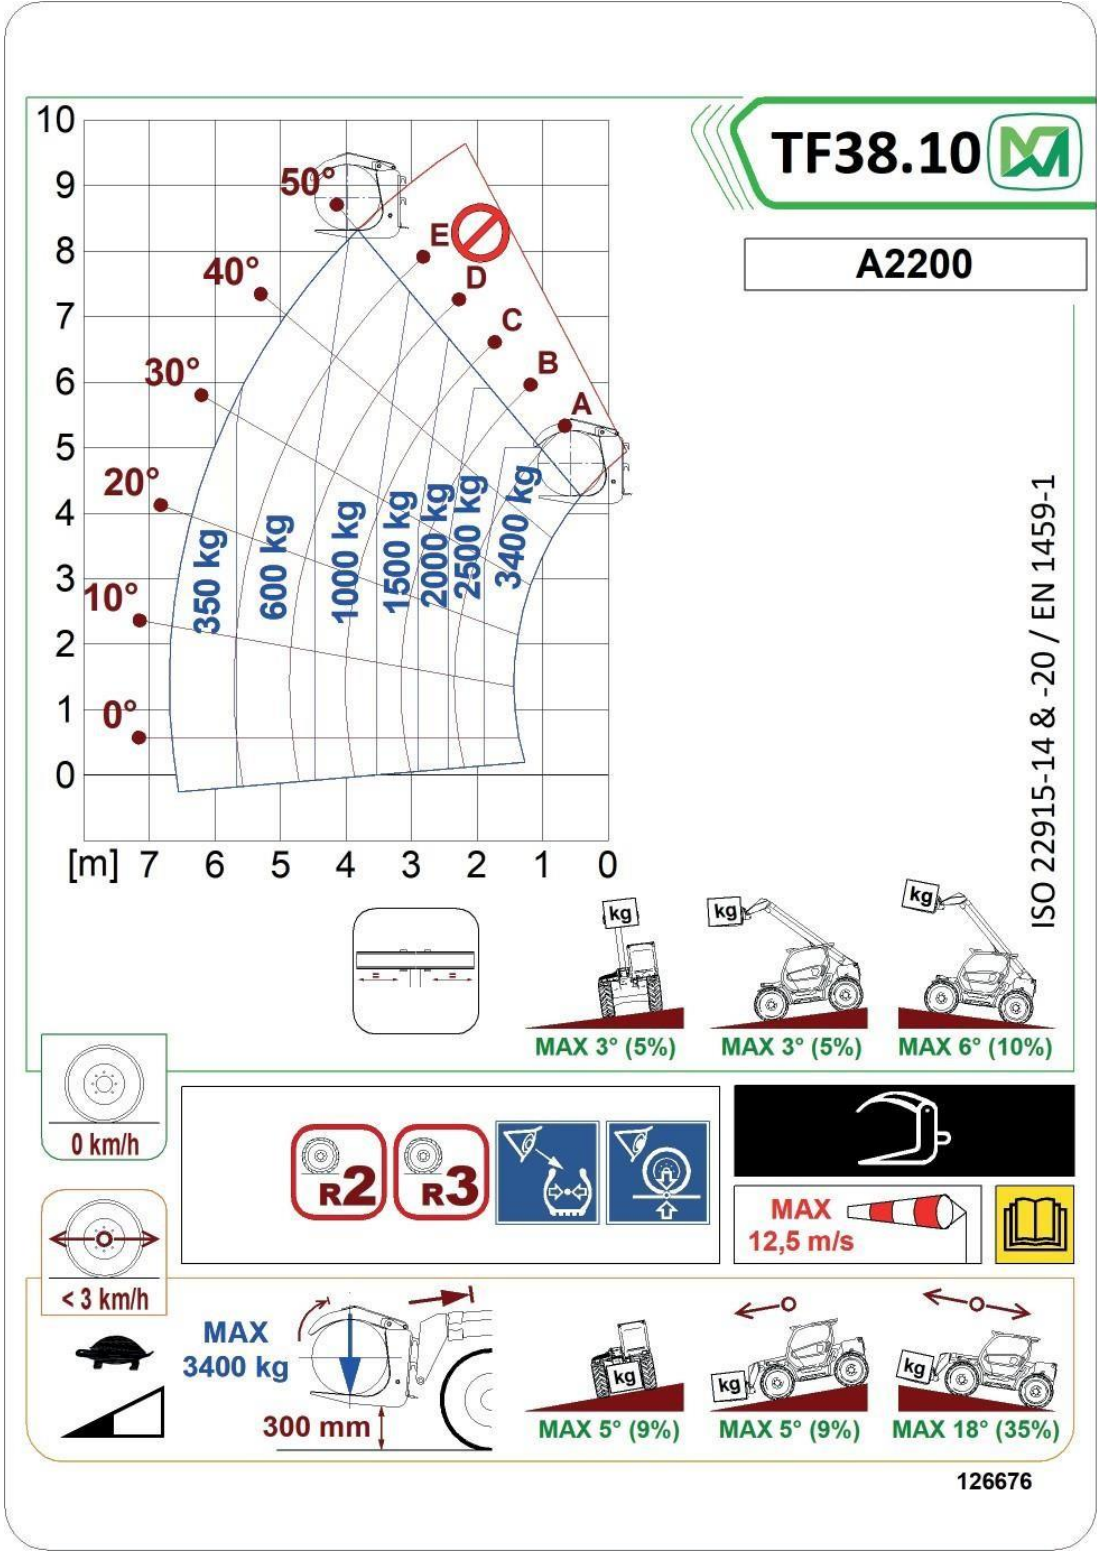 TF38.10
A2200
10
9
8
7
6
5
4
3
2
1
0
50°
40°
30°
20°
10°
0°
E
D
C
B
A
350 kg
600 kg
1000 kg
1500 kg
2000 kg
2500 kg
3400 kg
[m] 7 6 5 4 3 2 1 0
ISO 22915-14 & -20 / EN 1459-1
= =
kg
kg
kg
MAX 3° (5%)
MAX 3° (5%)
MAX 6° (10%)
0 km/h
R2
R3
MAX
12,5 m/s
< 3 km/h
MAX
3400 kg
300 mm
kg
kg
kg
MAX 5° (9%)
MAX 5° (9%)
MAX 18° (35%)
126676